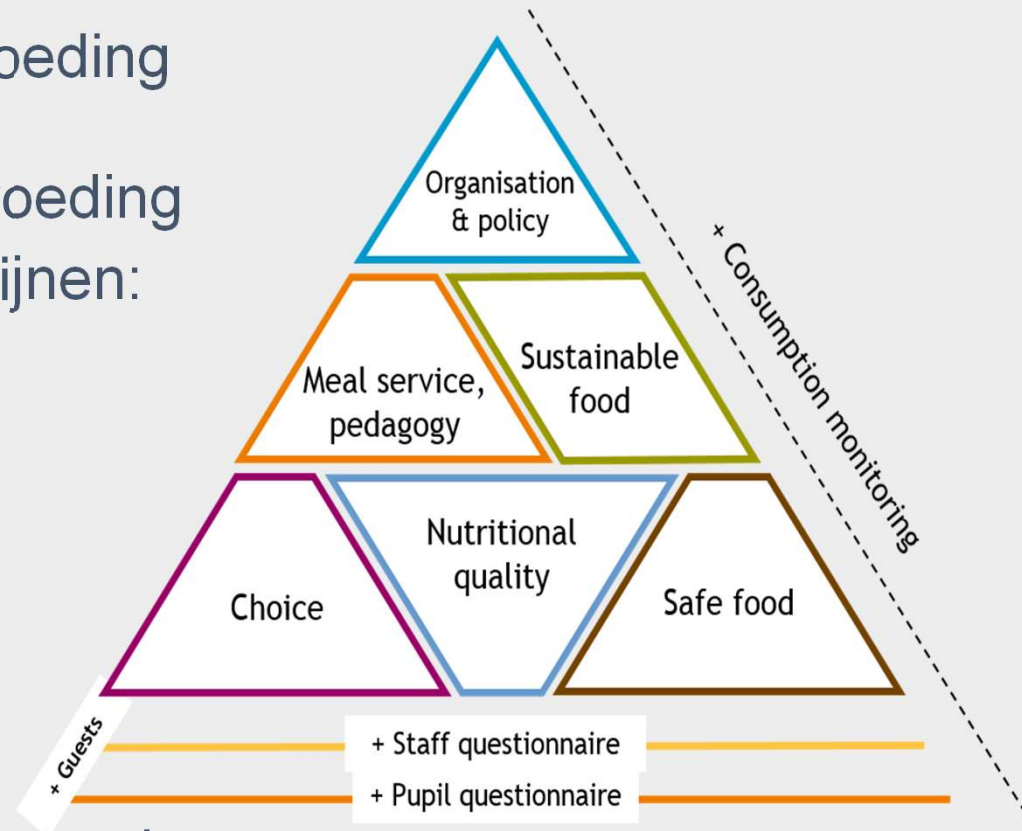 oeding
oeding
ijnen:
Organisation
& policy
+ Consumption monitoring
Meal service,
pedagogy
Sustainable
food
Choice
Nutritional
quality
Safe food
+ Guests
+ Staff questionnaire
+ Pupil questionnaire